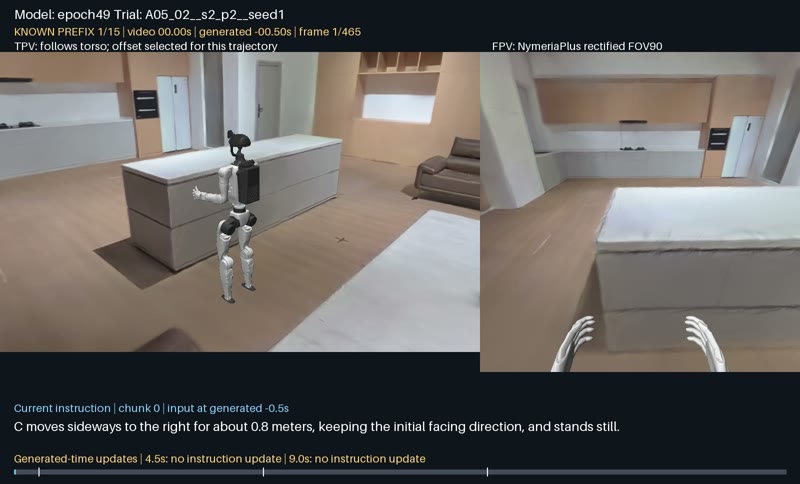 Model: epoch49 Trial: A05_02__s2_p2__seed1
KNOWN PREFIX 1/15 | video 00.00s | generated -00.50s | frame 1/465
TPV: follows torso; offset selected for this trajectory
FPV: NymeriaPlus rectified FOV90
Current instruction | chunk 0 | input at generated -0.5s
C moves sideways to the right for about 0.8 meters, keeping the initial facing direction, and stands still.
Generated-time updates | 4.5s: no instruction update | 9.0s: no instruction update